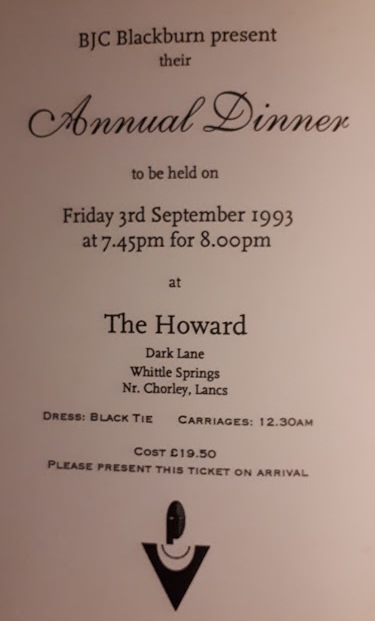 BJC Blackburn present
their
Annual Dinner
to be held on
Friday 3rd September 1993
at 7.45pm for 8.00pm
at
The Howard
Dark Lane
Whittle Springs
Nr. Chorley, Lancs
DRESS: BLACK TIE CARRIAGES: 12.30AM
COST £19.50
PLEASE PRESENT THIS TICKET ON ARRIVAL